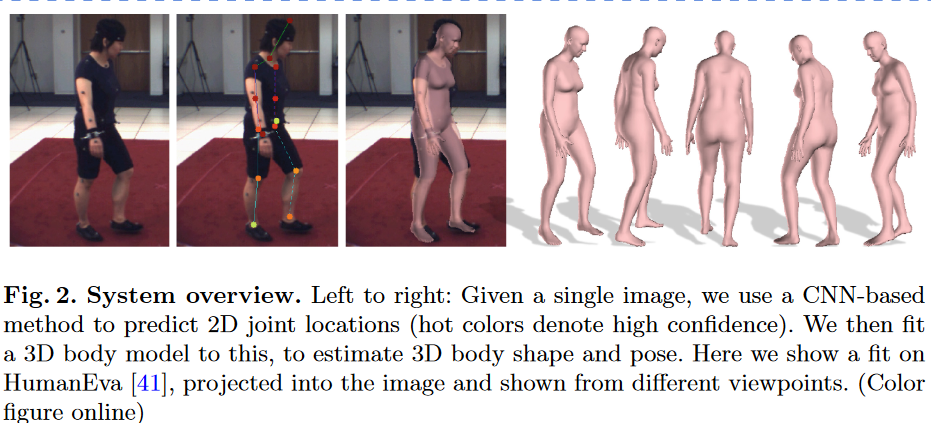 Fig. 2. System overview. Left to right: Given a single image, we use a CNN-based
method to predict 2D joint locations (hot colors denote high confidence). We then fit
a 3D body model to this, to estimate 3D body shape and pose. Here we show a fit on
HumanEva [41], projected into the image and shown from different viewpoints. (Color
figure online)